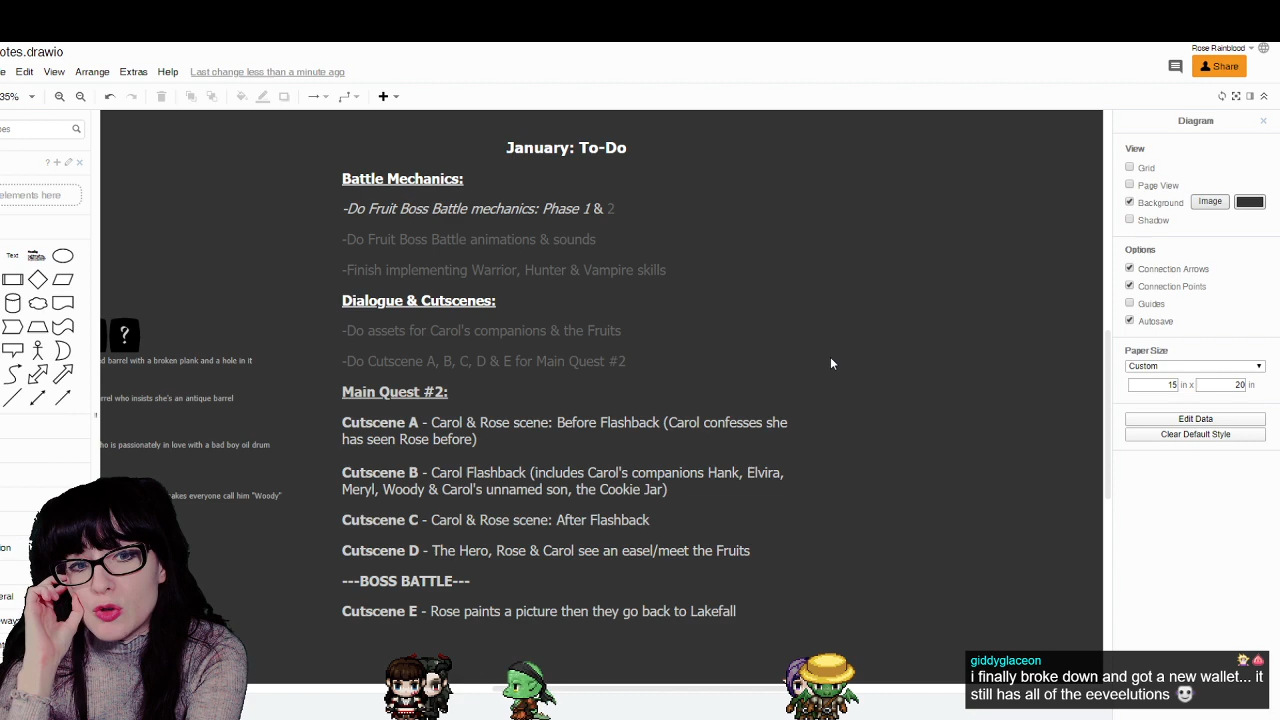 otes.drawio
Rose Rainblood
Edit View Arrange Extras Help Last change less than a minute ago
Share
35%
Diagram
January: To-Do
View
Battle Mechanics:
Grid
Page View
elements here
Background Image
-Do Fruit Boss Battle mechanics: Phase 1 & 2
Shadow
-Do Fruit Boss Battle animations & sounds
Options
Text
-Finish implementing Warrior, Hunter & Vampire skills
Connection Arrows
Connection Points
Dialogue & Cutscenes:
Guides
Autosave
-Do assets for Carol's companions & the Fruits
?
d barrel with a broken plank and a hole in it
-Do Cutscene A, B, C, D & E for Main Quest #2
Paper Size
Custom
15 in x 20 in
Main Quest #2:
rrel who insists she's an antique barrel
Edit Data
Cutscene A - Carol & Rose scene: Before Flashback (Carol confesses she
has seen Rose before)
Clear Default Style
ho is passionately in love with a bad boy oil drum
Cutscene B - Carol Flashback (includes Carol's companions Hank, Elvira,
Meryl, Woody & Carol's unnamed son, the Cookie Jar)
akes everyone call him "Woody"
Cutscene C - Carol & Rose scene: After Flashback
Cutscene D - The Hero, Rose & Carol see an easel/meet the Fruits
---BOSS BATTLE---
Cutscene E - Rose paints a picture then they go back to Lakefall
giddyglaceon
i finally broke down and got a new wallet... it
still has all of the eeveelutions